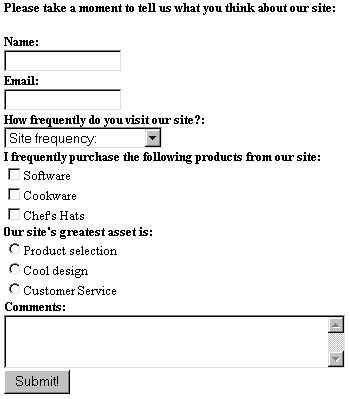 Please take a moment to tell us what you think about our site:
Name:
Email:
How frequently do you visit our site?:
Site frequency:
I frequently purchase the following products from our site:
Software
Cookware
Chef's Hats
Our site's greatest asset is:
Product selection
Cool design
Customer Service
Comments:
Submit!